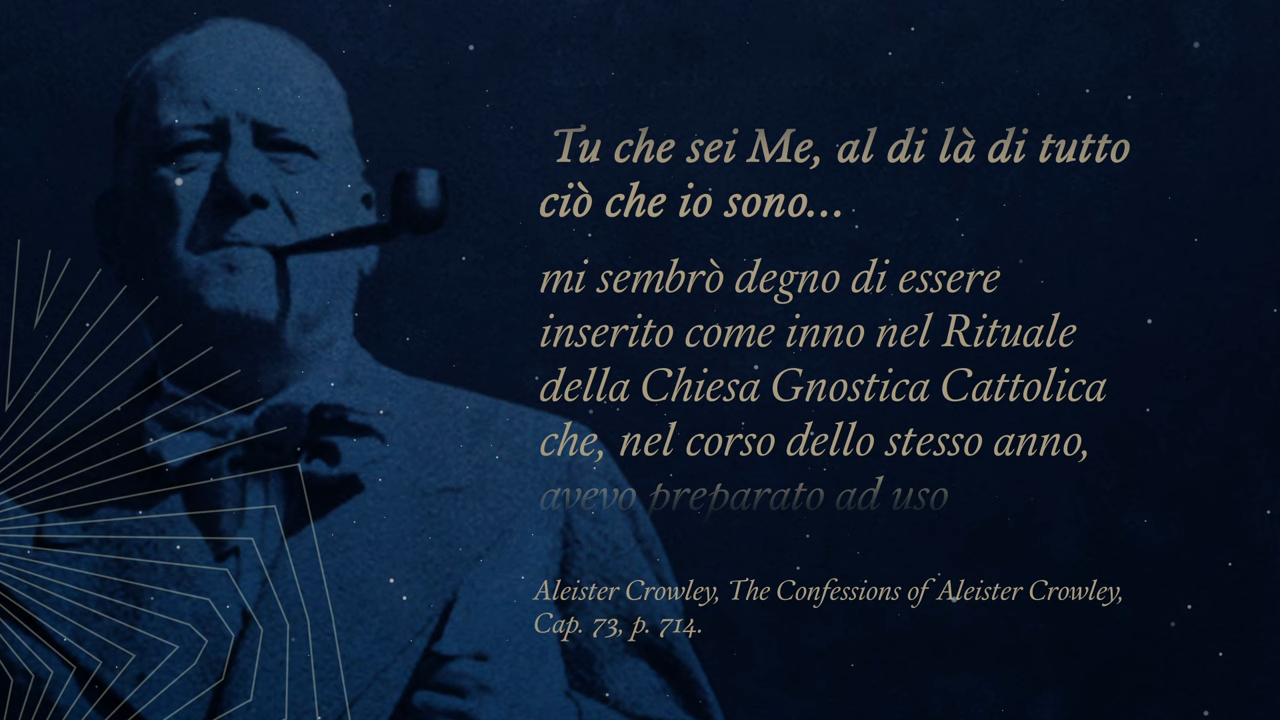 Tu che sei Me, al di là di tutto
ciò che io sono...
mi sembrò degno di essere
inserito come inno nel Rituale
della Chiesa Gnostica Cattolica
che, nel corso dello stesso anno,
avevo preparato ad uso
Aleister Crowley, The Confessions of Aleister Crowley,
Cap. 73, p. 714.